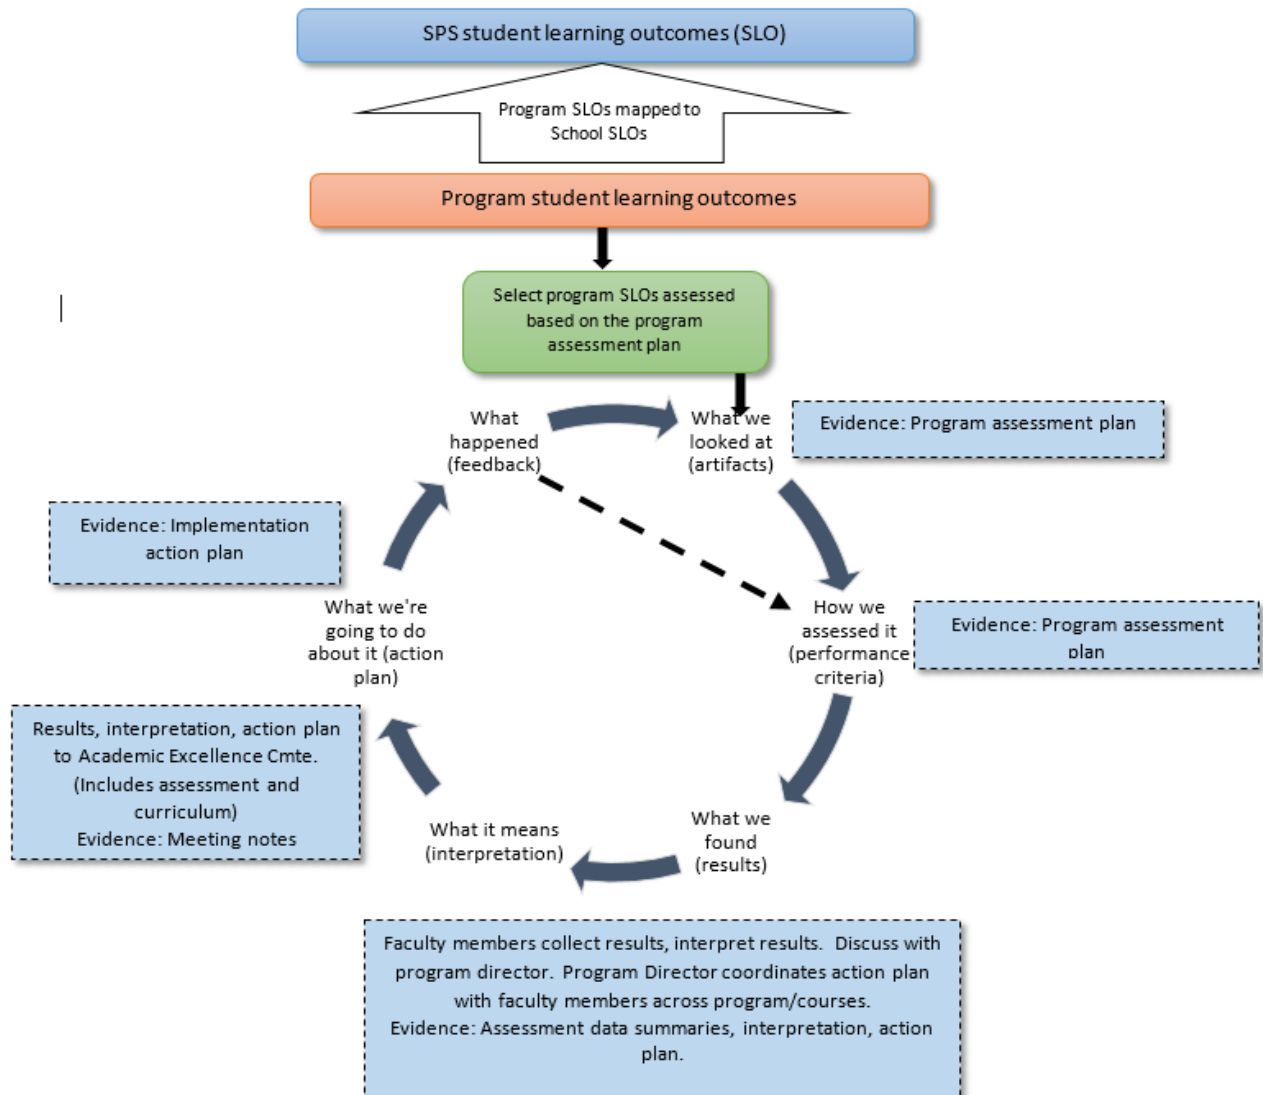 SPS student learning outcomes (SLO)
Program SLOs mapped to
School SLOs
Program student learning outcomes
Select program SLOs assessed
based on the program
assessment plan
What
happened
(feedback)
What we
looked at
(artifacts)
Evidence: Program assessment plan
Evidence: Implementation
action plan
What we're
going to do
about it (action
plan)
How we
assessed it
(performance
criteria)
Evidence: Program assessment
plan
Results, interpretation, action plan
to Academic Excellence Cmte.
(Includes assessment and
curriculum)
Evidence: Meeting notes
What it means
(interpretation)
What we
found
(results)
Faculty members collect results, interpret results. Discuss with
program director. Program Director coordinates action plan
with faculty members across program/courses.
Evidence: Assessment data summaries, interpretation, action
plan.